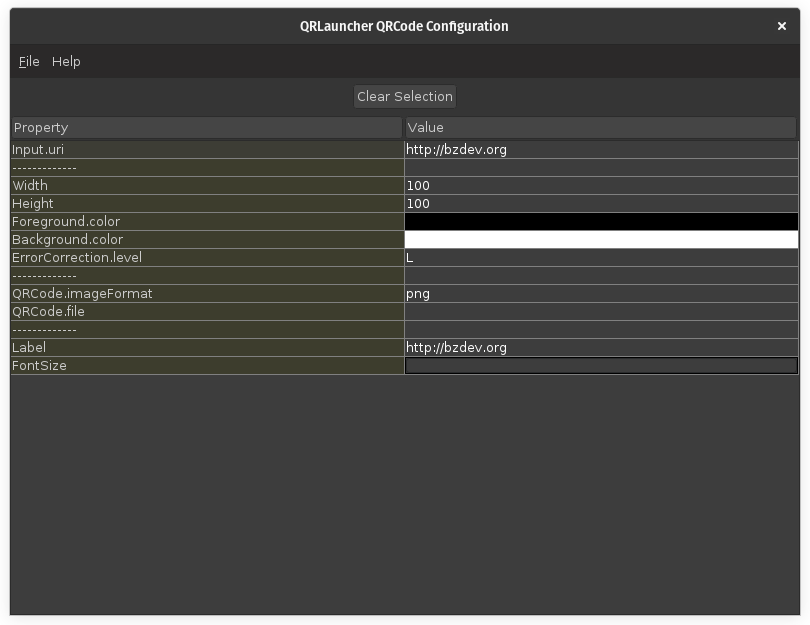 QRLauncher QRCode Configuration
File Help
Clear Selection
Property Value
Input.uri http://bzdev.org
-------------
Width 100
Height 100
Foreground.color
Background.color
ErrorCorrection.level L
-------------
QRCode.imageFormat png
QRCode.file
-------------
Label http://bzdev.org
FontSize